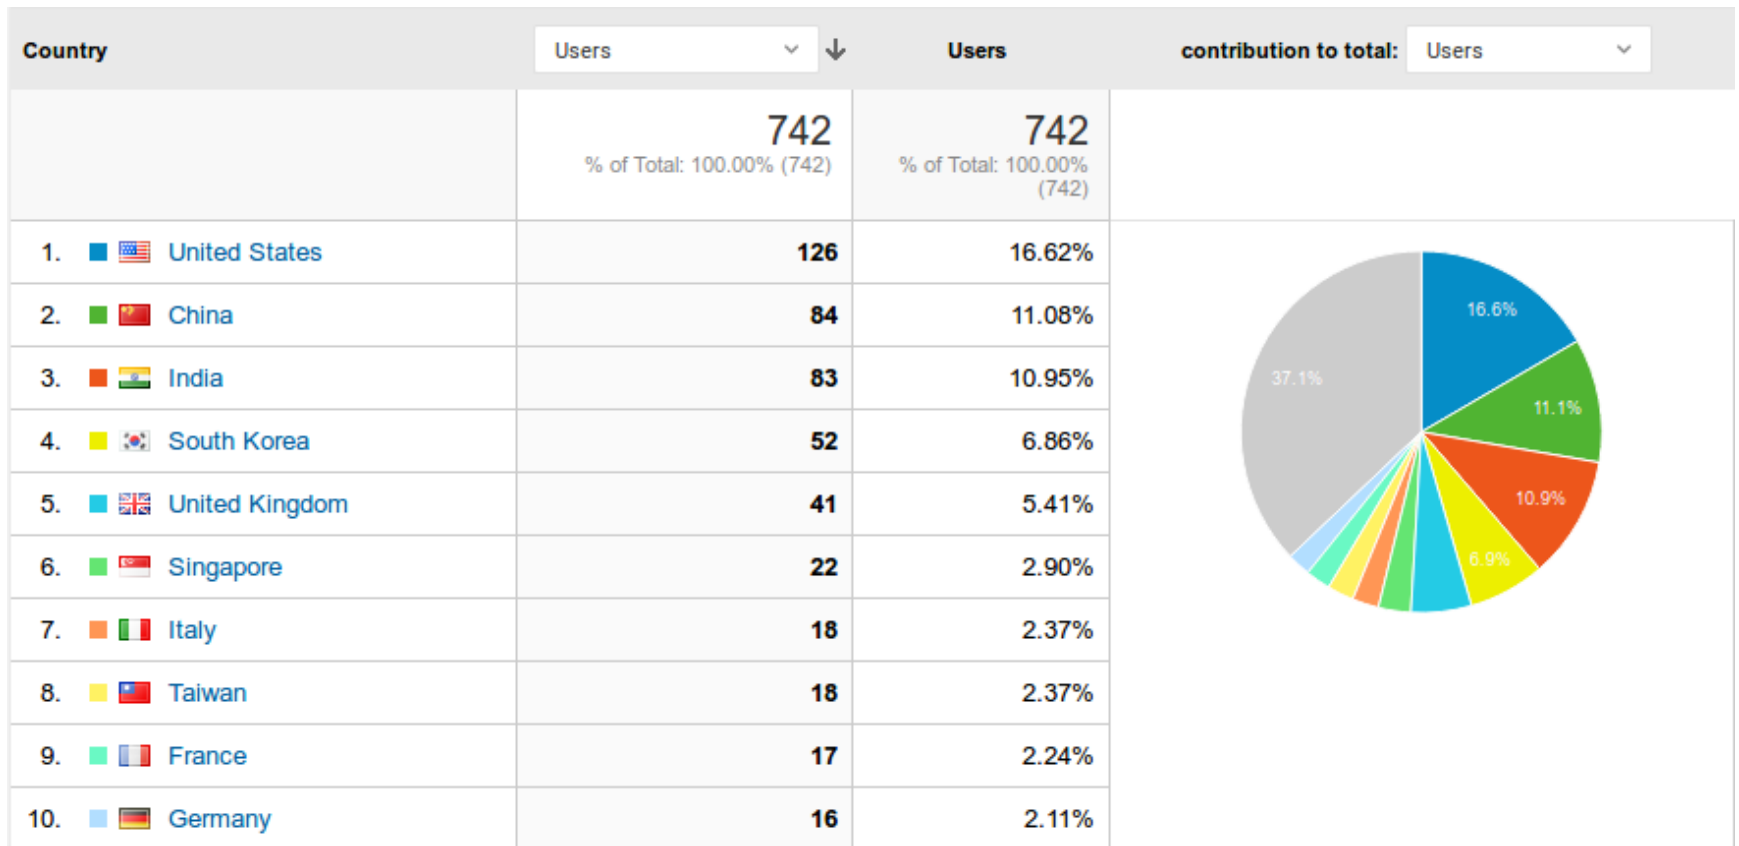 Country Users Users contribution to total: Users
742 742
% of Total: 100.00% (742) % of Total: 100.00%
(742)
1. United States 126 16.62%
2. China 84 11.08%
3. India 83 10.95%
4. South Korea 52 6.86%
5. United Kingdom 41 5.41%
6. Singapore 22 2.90%
7. Italy 18 2.37%
8. Taiwan 18 2.37%
9. France 17 2.24%
10. Germany 16 2.11%
16.6%
37.1%
11.1%
10.9%
6.9%